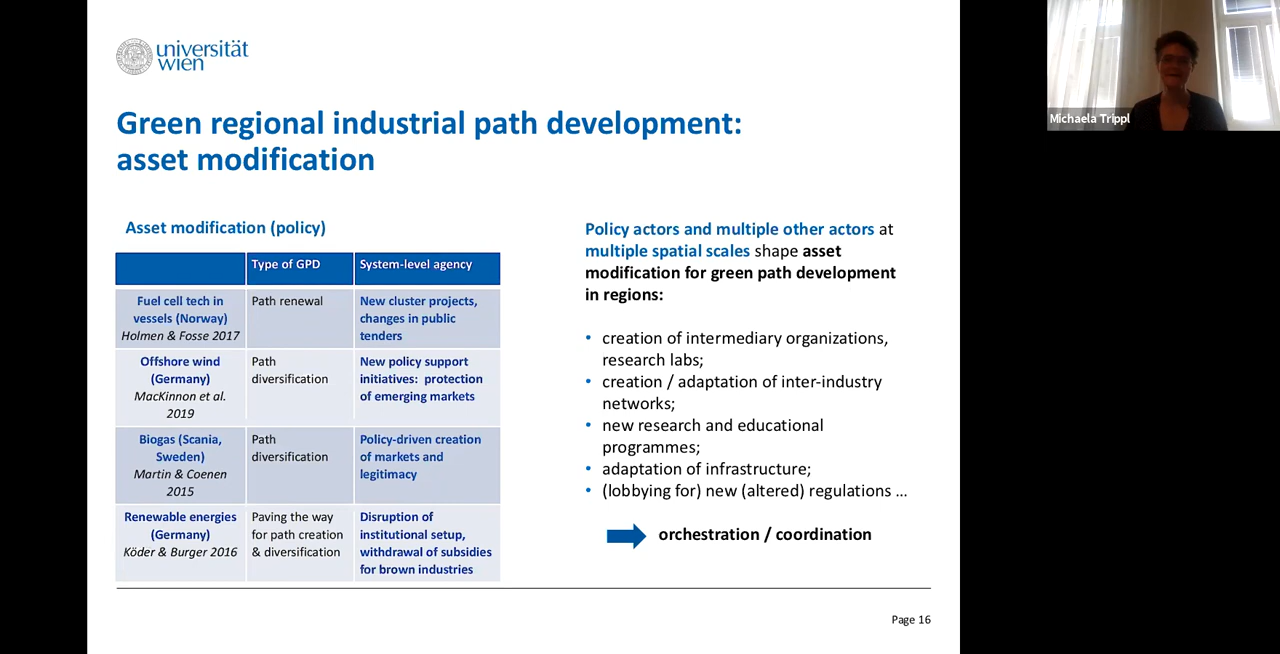 universität
wien
Green regional industrial path development:
asset modification
Asset modification (policy)
Type of GPD
System-level agency
Fuel cell tech in
vessels (Norway)
Holmen & Fosse 2017
Path renewal
New cluster projects,
changes in public
tenders
Offshore wind
(Germany)
MacKinnon et al.
2019
Path
diversification
New policy support
initiatives: protection
of emerging markets
Biogas (Scania,
Sweden)
Martin & Coenen
2015
Path
diversification
Policy-driven creation
of markets and
legitimacy
Renewable energies
(Germany)
Köder & Burger 2016
Paving the way
for path creation
& diversification
Disruption of
institutional setup,
withdrawal of subsidies
for brown industries
Policy actors and multiple other actors at
multiple spatial scales shape asset
modification for green path development
in regions:
• creation of intermediary organizations,
research labs;
• creation / adaptation of inter-industry
networks;
• new research and educational
programmes;
• adaptation of infrastructure;
• (lobbying for) new (altered) regulations ...
orchestration / coordination
Page 16
Michaela Trippl